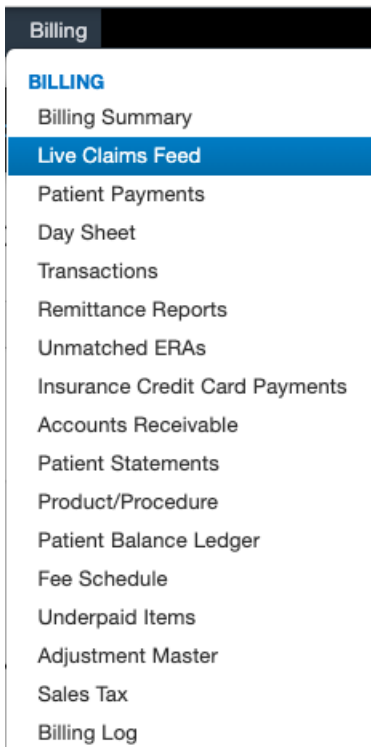 Billing
BILLING
Billing Summary
Live Claims Feed
Patient Payments
Day Sheet
Transactions
Remittance Reports
Unmatched ERAs
Insurance Credit Card Payments
Accounts Receivable
Patient Statements
Product/Procedure
Patient Balance Ledger
Fee Schedule
Underpaid Items
Adjustment Master
Sales Tax
Billing Log